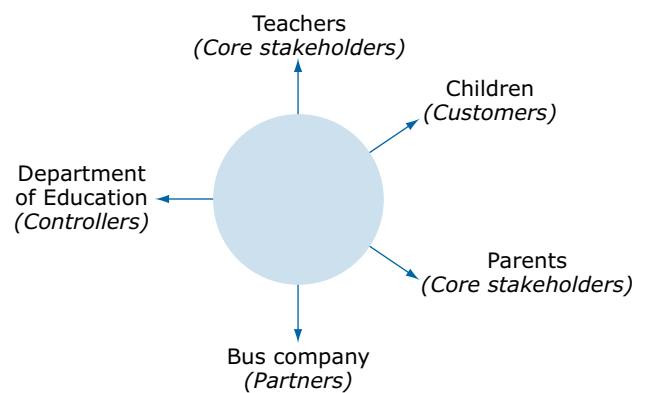 Teachers
(Core stakeholders)
Children
(Customers)
Department
of Education
(Controllers)
Parents
(Core stakeholders)
Bus company
(Partners)